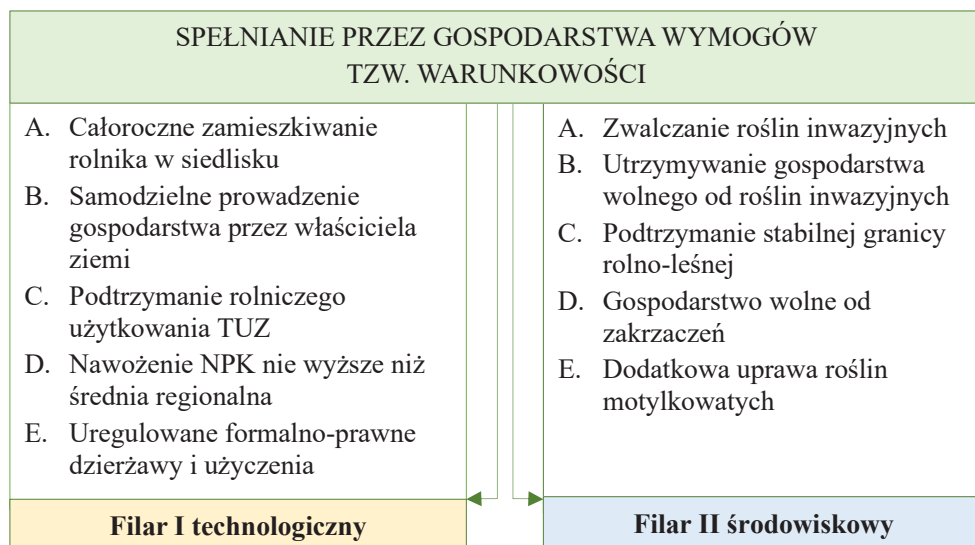 SPEŁNIANIE PRZEZ GOSPODARSTWA WYMOGÓW
TZW. WARUNKOWOŚCI
A. Całoroczne zamieszkiwanie
rolnika w siedlisku
B. Samodzielne prowadzenie
gospodarstwa przez właściciela
ziemi
C. Podtrzymanie rolniczego
użytkowania TUZ
D. Nawożenie NPK nie wyższe niż
średnia regionalna
E. Uregulowane formalno-prawne
dzierżawy i użyczenia
Filar I technologiczny
A. Zwalczanie roślin inwazyjnych
B. Utrzymywanie gospodarstwa
wolnego od roślin inwazyjnych
C. Podtrzymanie stabilnej granicy
rolno-leśnej
D. Gospodarstwo wolne od
zakrzaczeń
E. Dodatkowa uprawa roślin
motylkowatych
Filar II środowiskowy